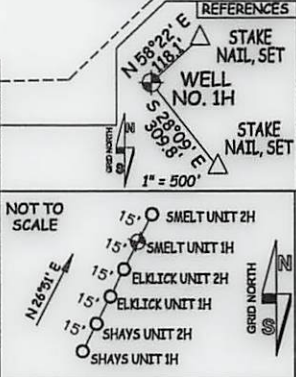 REFERENCES
N 58°22' E
118.1'
STAKE
NAIL, SET
WELL
NO. 1H
S 28°09' E
309.8'
STAKE
NAIL, SET
GRID NORTH
N
S
1" = 500'
NOT TO
SCALE
N 26°51' E
15'
SMELT UNIT 2H
15'
SMELT UNIT 1H
15'
ELKLICK UNIT 2H
15'
ELKLICK UNIT 1H
15'
SHAYS UNIT 2H
SHAYS UNIT 1H
GRID NORTH
N
S